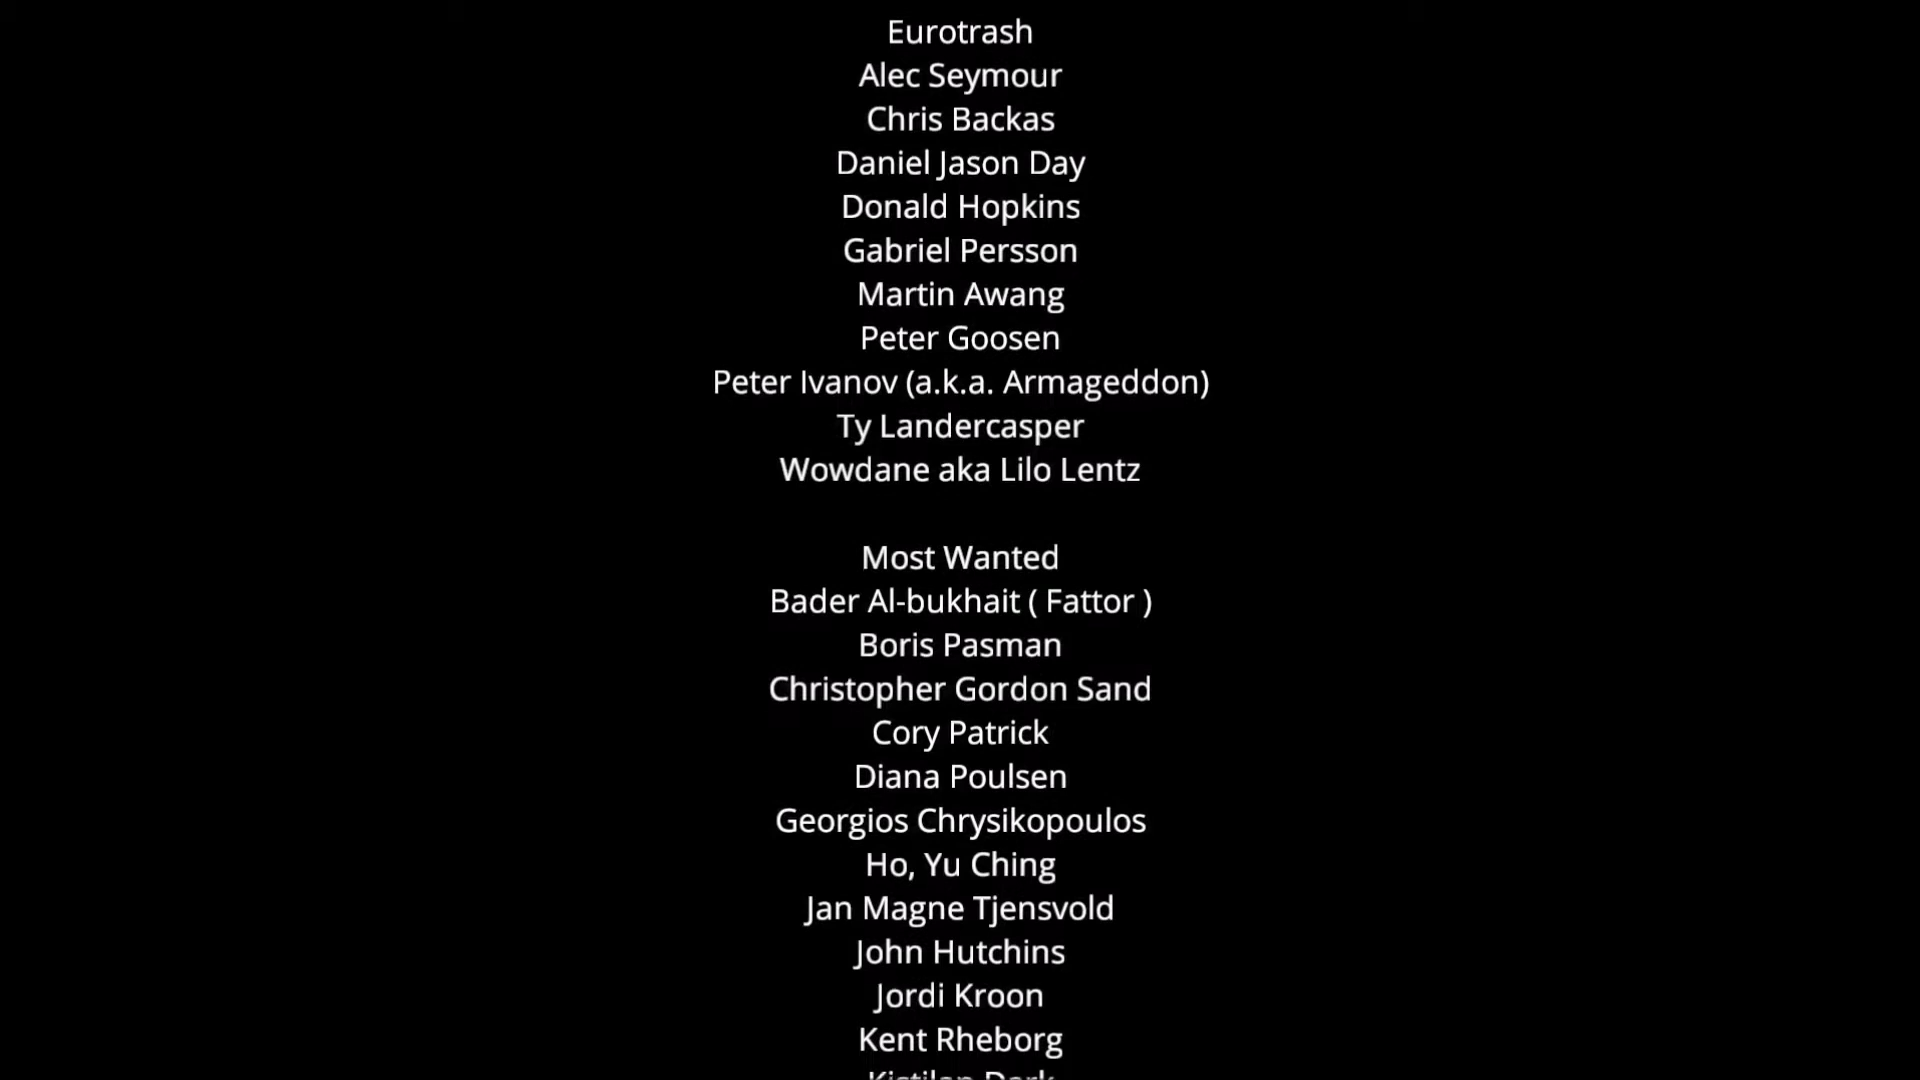 Eurotrash
Alec Seymour
Chris Backas
Daniel Jason Day
Donald Hopkins
Gabriel Persson
Martin Awang
Peter Goosen
Peter Ivanov (a.k.a. Armageddon)
Ty Landercasper
Wowdane aka Lilo Lentz
Most Wanted
Bader Al-bukhait ( Fattor )
Boris Pasman
Christopher Gordon Sand
Cory Patrick
Diana Poulsen
Georgios Chrysikopoulos
Ho, Yu Ching
Jan Magne Tjensvold
John Hutchins
Jordi Kroon
Kent Rheborg